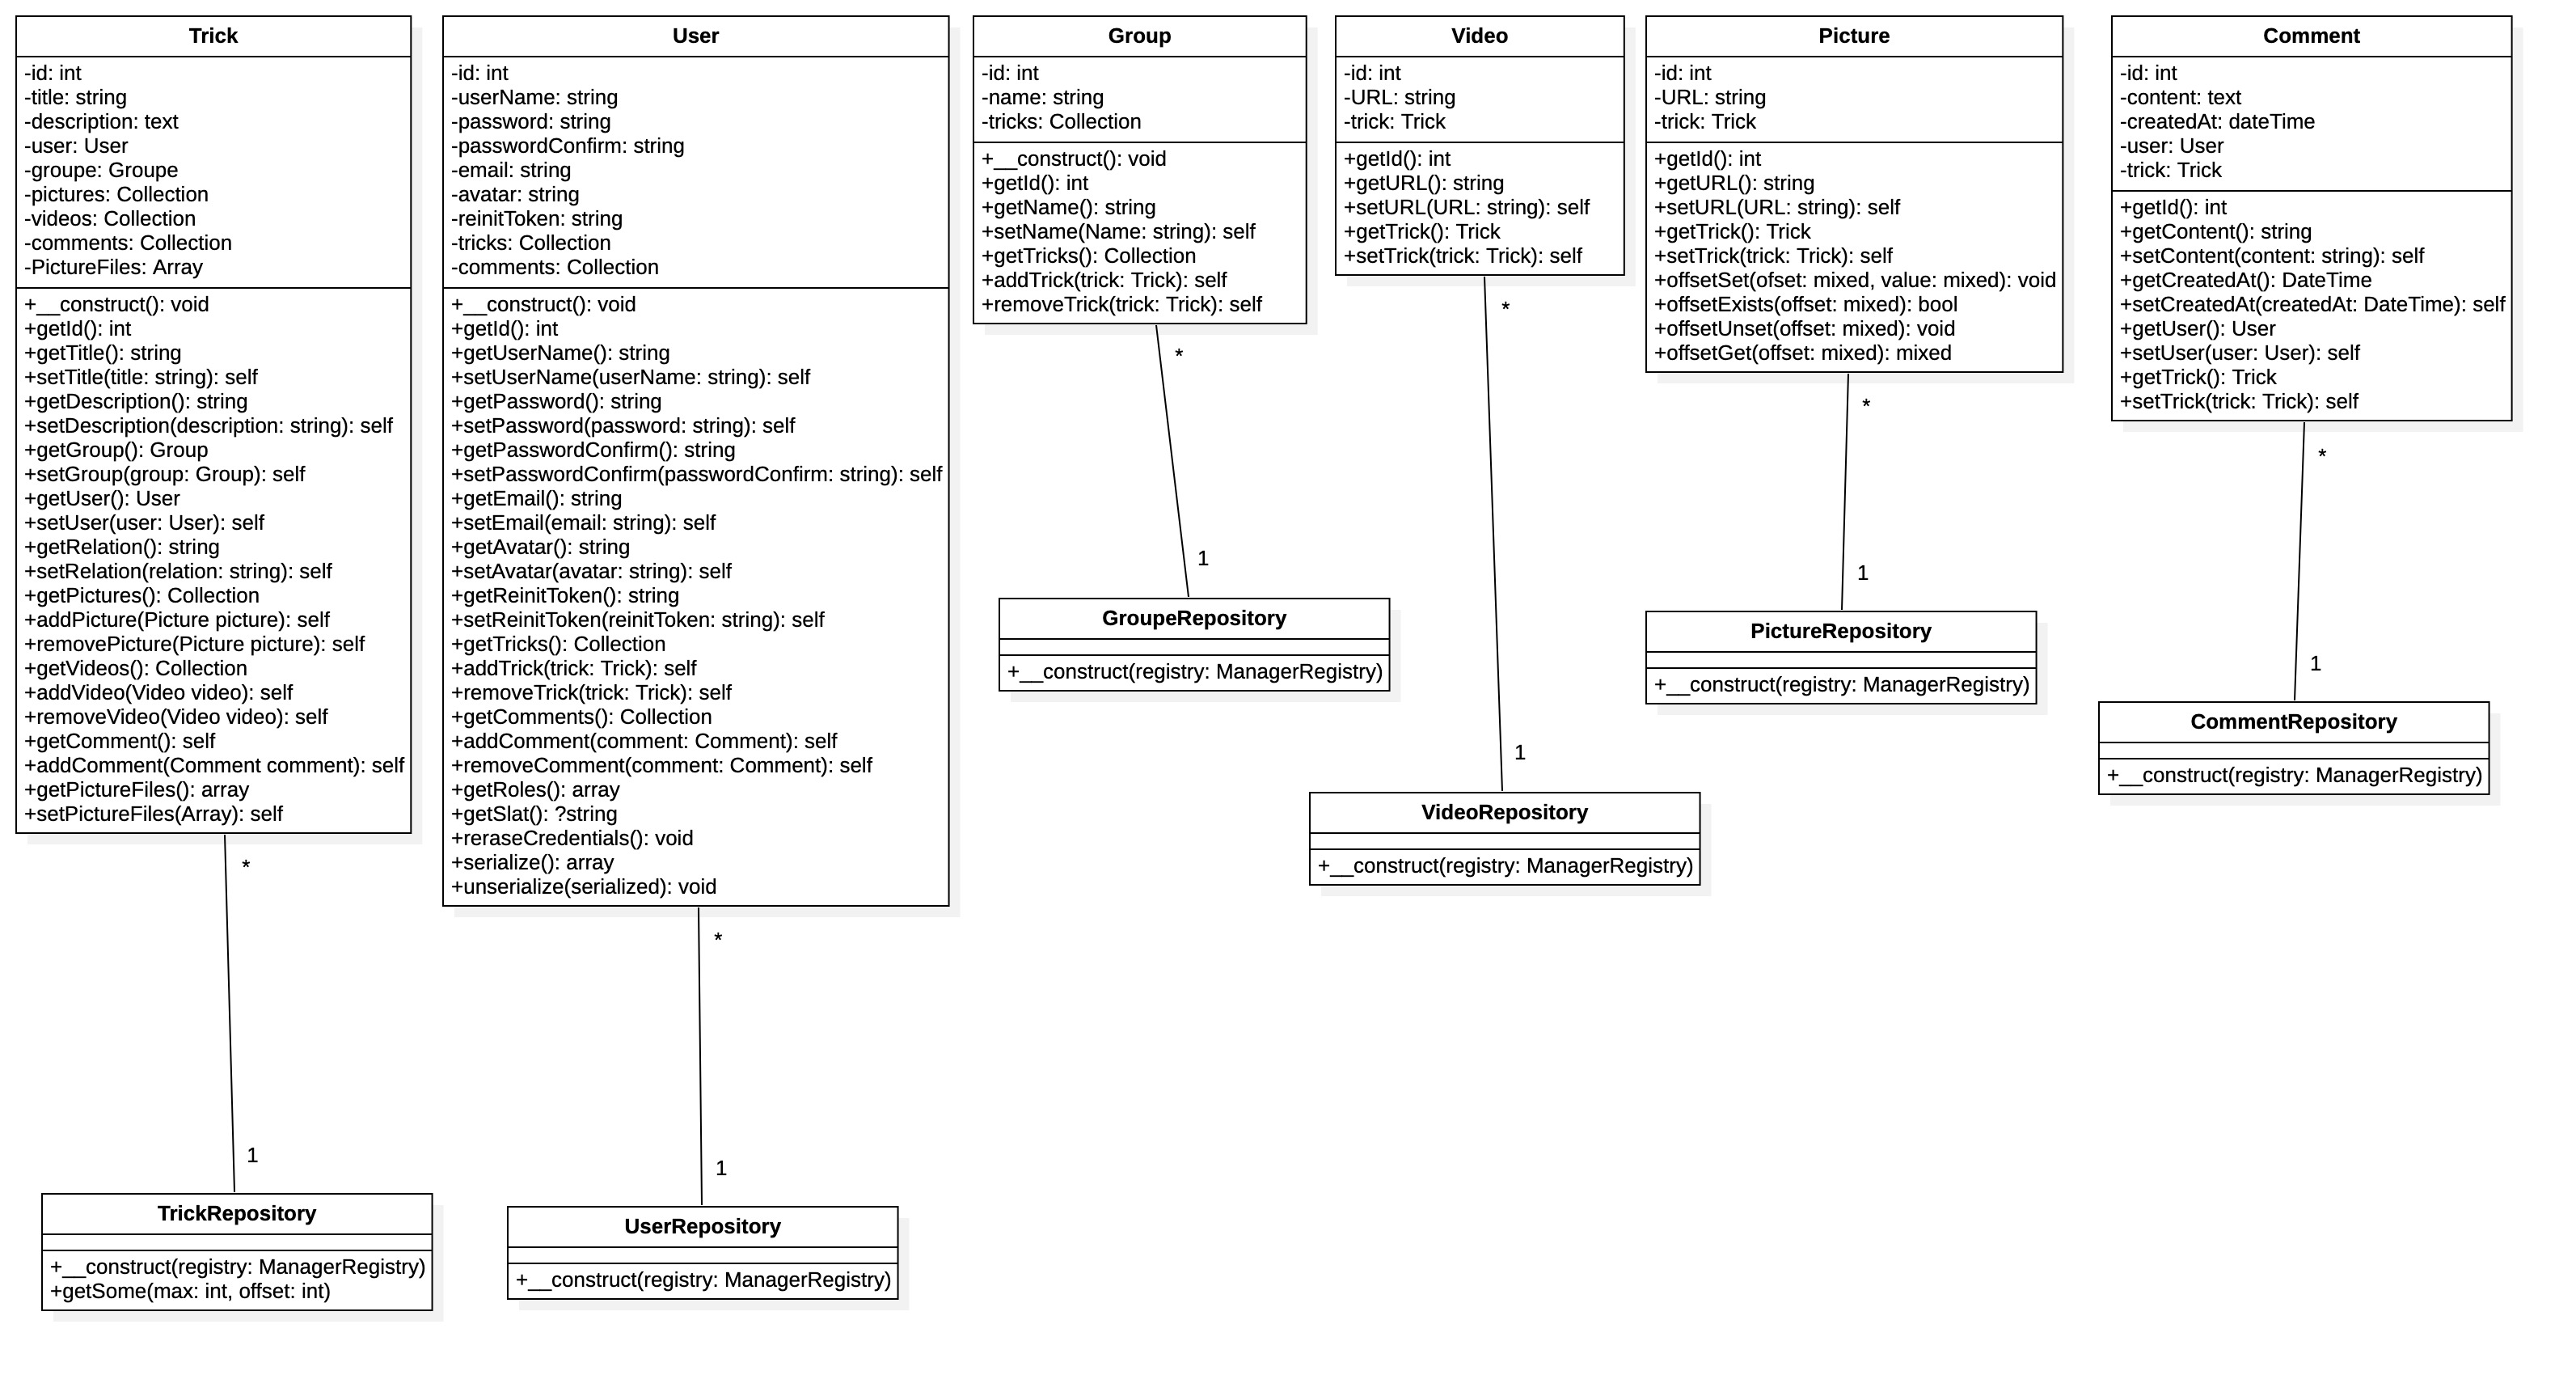 Trick
-id: int
-title: string
-description: text
-user: User
-groupe: Groupe
-pictures: Collection
-videos: Collection
-comments: Collection
-PictureFiles: Array
+__construct(): void
+getId(): int
+getTitle(): string
+setTitle(title: string): self
+getDescription(): string
+setDescription(description: string): self
+getGroup(): Group
+setGroup(group: Group): self
+getUser(): User
+setUser(user: User): self
+getRelation(): string
+setRelation(relation: string): self
+getPictures(): Collection
+addPicture(Picture picture): self
+removePicture(Picture picture): self
+getVideos(): Collection
+addVideo(Video video): self
+removeVideo(Video video): self
+getComment(): self
+addComment(Comment comment): self
+getPictureFiles(): array
+setPictureFiles(Array): self
*
1
TrickRepository
+__construct(registry: ManagerRegistry)
+getSome(max: int, offset: int)
User
-id: int
-userName: string
-password: string
-passwordConfirm: string
-email: string
-avatar: string
-reinitToken: string
-tricks: Collection
-comments: Collection
+__construct(): void
+getId(): int
+getUserName(): string
+setUserName(userName: string): self
+getPassword(): string
+setPassword(password: string): self
+getPasswordConfirm(): string
+setPasswordConfirm(passwordConfirm: string): self
+getEmail(): string
+setEmail(email: string): self
+getAvatar(): string
+setAvatar(avatar: string): self
+getReinitToken(): string
+setReinitToken(reinitToken: string): self
+getTricks(): Collection
+addTrick(trick: Trick): self
+removeTrick(trick: Trick): self
+getComments(): Collection
+addComment(comment: Comment): self
+removeComment(comment: Comment): self
+getRoles(): array
+getSlat(): ?string
+reraseCredentials(): void
+serialize(): array
+unserialize(serialized): void
*
1
UserRepository
+__construct(registry: ManagerRegistry)
Group
-id: int
-name: string
-tricks: Collection
+__construct(): void
+getId(): int
+getName(): string
+setName(Name: string): self
+getTricks(): Collection
+addTrick(trick: Trick): self
+removeTrick(trick: Trick): self
*
1
GroupeRepository
+__construct(registry: ManagerRegistry)
Video
-id: int
-URL: string
-trick: Trick
+getId(): int
+getURL(): string
+setURL(URL: string): self
+getTrick(): Trick
+setTrick(trick: Trick): self
*
1
VideoRepository
+__construct(registry: ManagerRegistry)
Picture
-id: int
-URL: string
-trick: Trick
+getId(): int
+getURL(): string
+setURL(URL: string): self
+getTrick(): Trick
+setTrick(trick: Trick): self
+offsetSet(ofset: mixed, value: mixed): void
+offsetExists(offset: mixed): bool
+offsetUnset(offset: mixed): void
+offsetGet(offset: mixed): mixed
*
1
PictureRepository
+__construct(registry: ManagerRegistry)
Comment
-id: int
-content: text
-createdAt: dateTime
-user: User
-trick: Trick
+getId(): int
+getContent(): string
+setContent(content: string): self
+getCreatedAt(): DateTime
+setCreatedAt(createdAt: DateTime): self
+getUser(): User
+setUser(user: User): self
+getTrick(): Trick
+setTrick(trick: Trick): self
*
1
CommentRepository
+__construct(registry: ManagerRegistry)